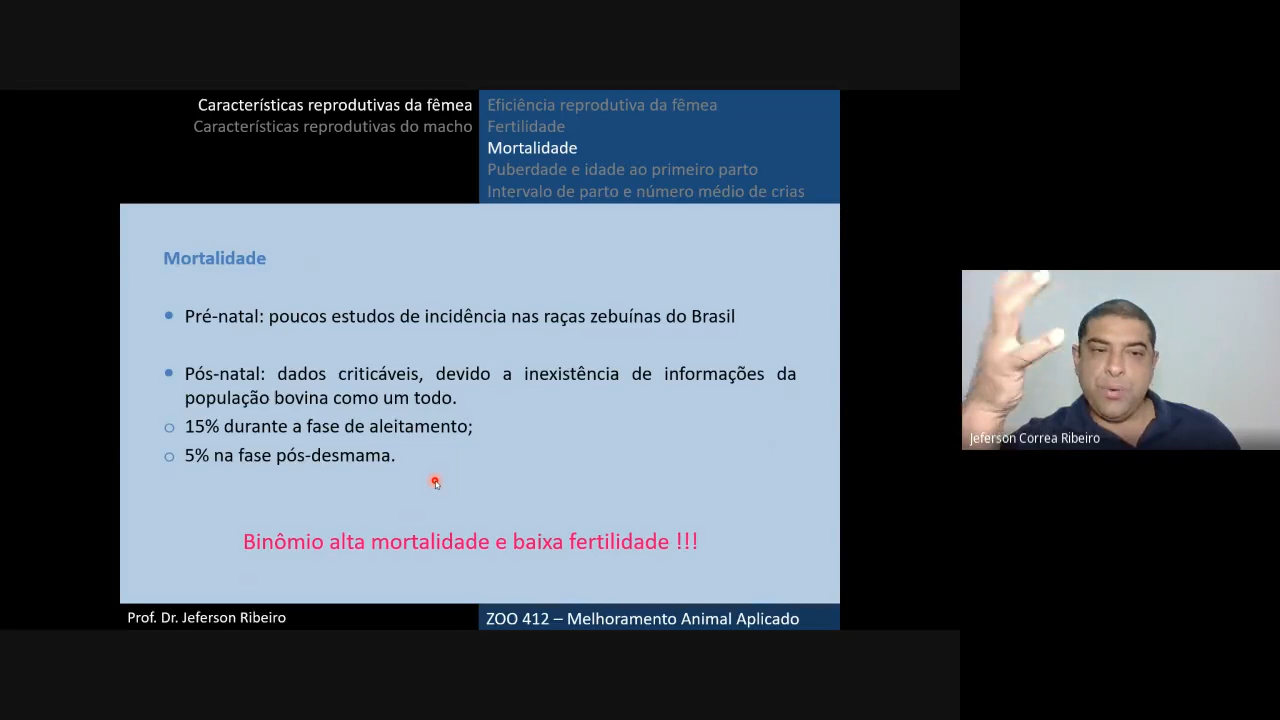 Características reprodutivas da fêmea
Características reprodutivas do macho
Eficiência reprodutiva da fêmea
Fertilidade
Mortalidade
Puberdade e idade ao primeiro parto
Intervalo de parto e número médio de crias
Mortalidade
Pré-natal: poucos estudos de incidência nas raças zebuínas do Brasil
Pós-natal: dados criticáveis, devido a inexistência de informações da
população bovina como um todo.
15% durante a fase de aleitamento;
5% na fase pós-desmama.
Binômio alta mortalidade e baixa fertilidade !!!
Prof. Dr. Jeferson Ribeiro
ZOO 412 – Melhoramento Animal Aplicado
Jeferson Correa Ribeiro